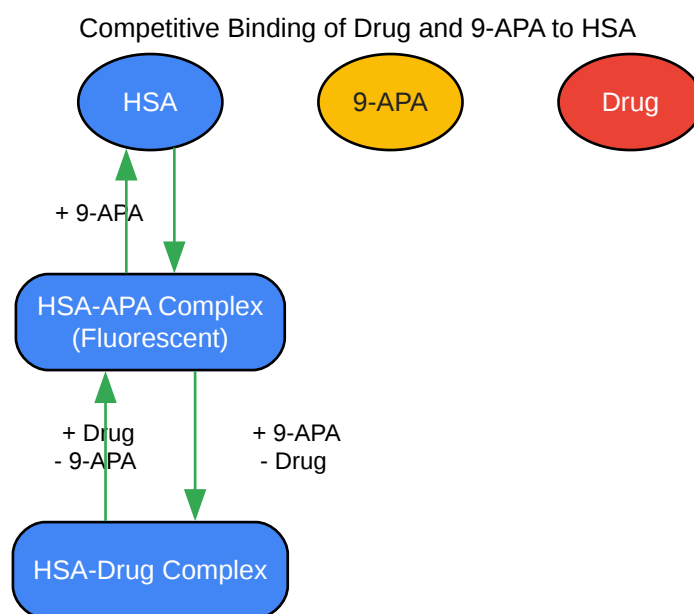 Competitive Binding of Drug and 9-APA to HSA
HSA
9-APA
Drug
+ 9-APA
HSA-APA Complex
(Fluorescent)
+ Drug
- 9-APA
+ 9-APA
- Drug
HSA-Drug Complex